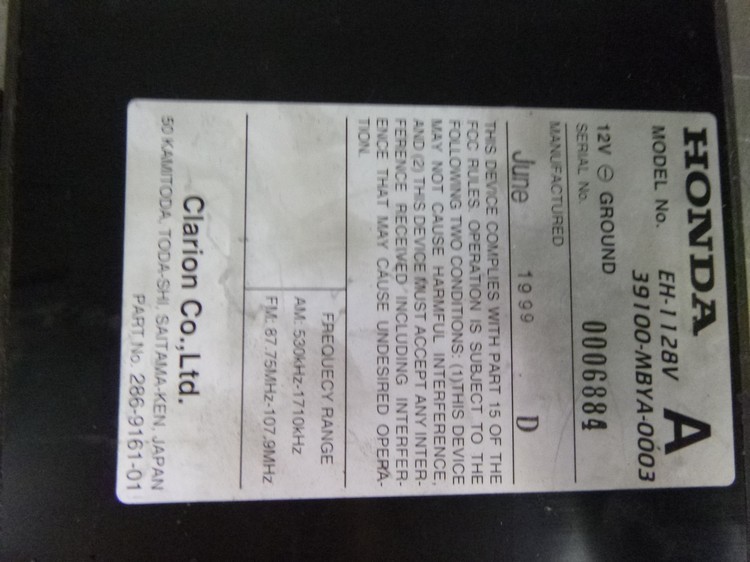 HONDA A
MODEL No. EH-1128V
39100-MBYA-0003
12V ⊖ GROUND
SERIAL No. 0006884
MANUFACTURED
June 1999 D
THIS DEVICE COMPLIES WITH PART 15 OF THE
FCC RULES. OPERATION IS SUBJECT TO THE
FOLLOWING TWO CONDITIONS: (1)THIS DEVICE
MAY NOT CAUSE HARMFUL INTERFERENCE,
AND (2) THIS DEVICE MUST ACCEPT ANY INTER-
FERENCE RECEIVED INCLUDING INTERFER-
ENCE THAT MAY CAUSE UNDESIRED OPERA-
TION.
FREQUECY RANGE
AM: 530kHz-1710kHz
FM: 87.75MHz-107.9MHz
Clarion Co.,Ltd.
50 KAMITODA, TODA-SHI, SAITAMA-KEN, JAPAN
PART No. 286-9161-01